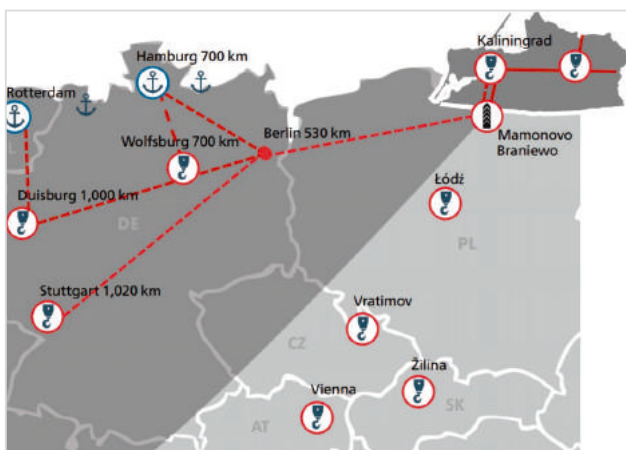 Hamburg 700 km
Kaliningrad
Rotterdam
Berlin 530 km
Wolfsburg 700 km
Mamonovo
Braniewo
Łódź
Duisburg 1,000 km
DE
PL
Stuttgart 1,020 km
Vratimov
CZ
Žilina
Vienna
SK
AT